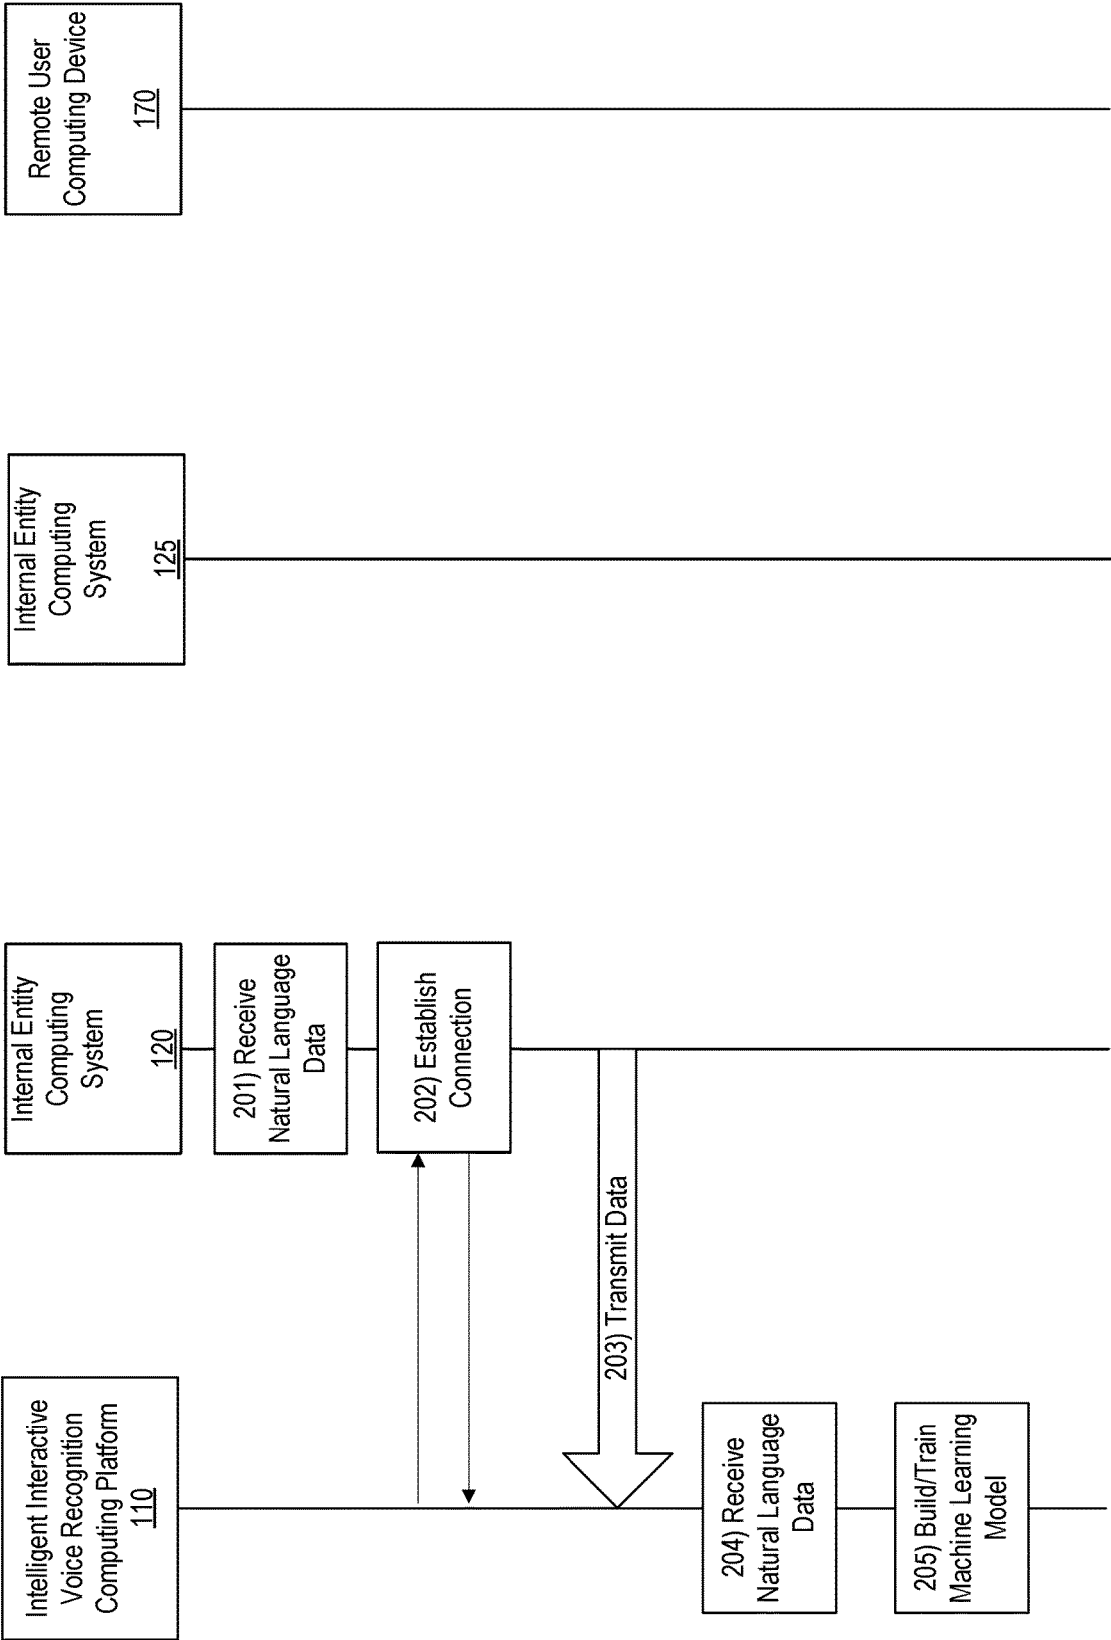 Intelligent Interactive
Voice Recognition
Computing Platform
110
Internal Entity
Computing
System
120
Internal Entity
Computing
System
125
Remote User
Computing Device
170
201) Receive
Natural Language
Data
202) Establish
Connection
203) Transmit Data
204) Receive
Natural Language
Data
205) Build/Train
Machine Learning
Model